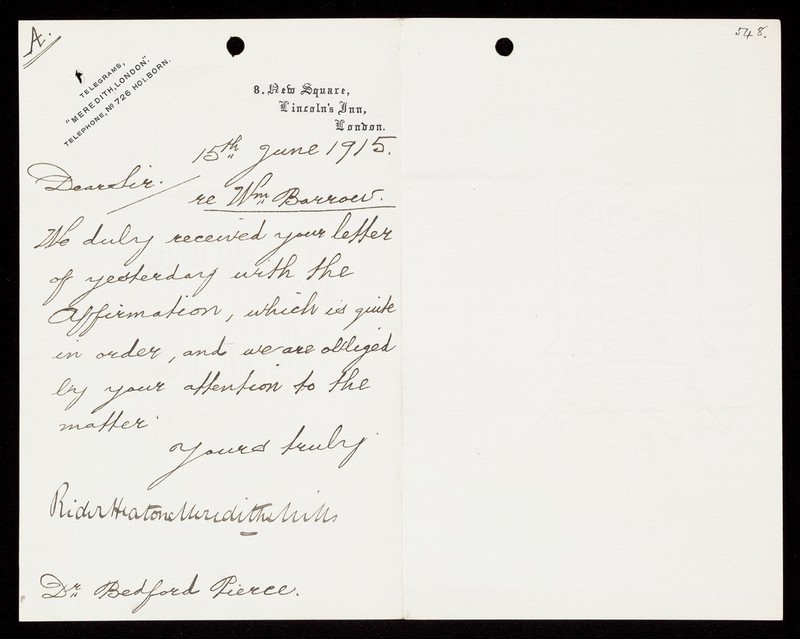 A.
548.
TELEGRAMS,
"MEREDITH, LONDON".
TELEPHONE, No 726 HOLBORN.
8. New Square,
Lincoln's Inn,
London.
15th June 1915.
Dear Sir.
re Wm Barrow.
We duly received your letter
of yesterday with the
Affirmation, which is quite
in order, and we are obliged
by your attention to the
matter.
Yours truly
Rider Heaton Meredith & Mills
Dr Bedford Pierce.